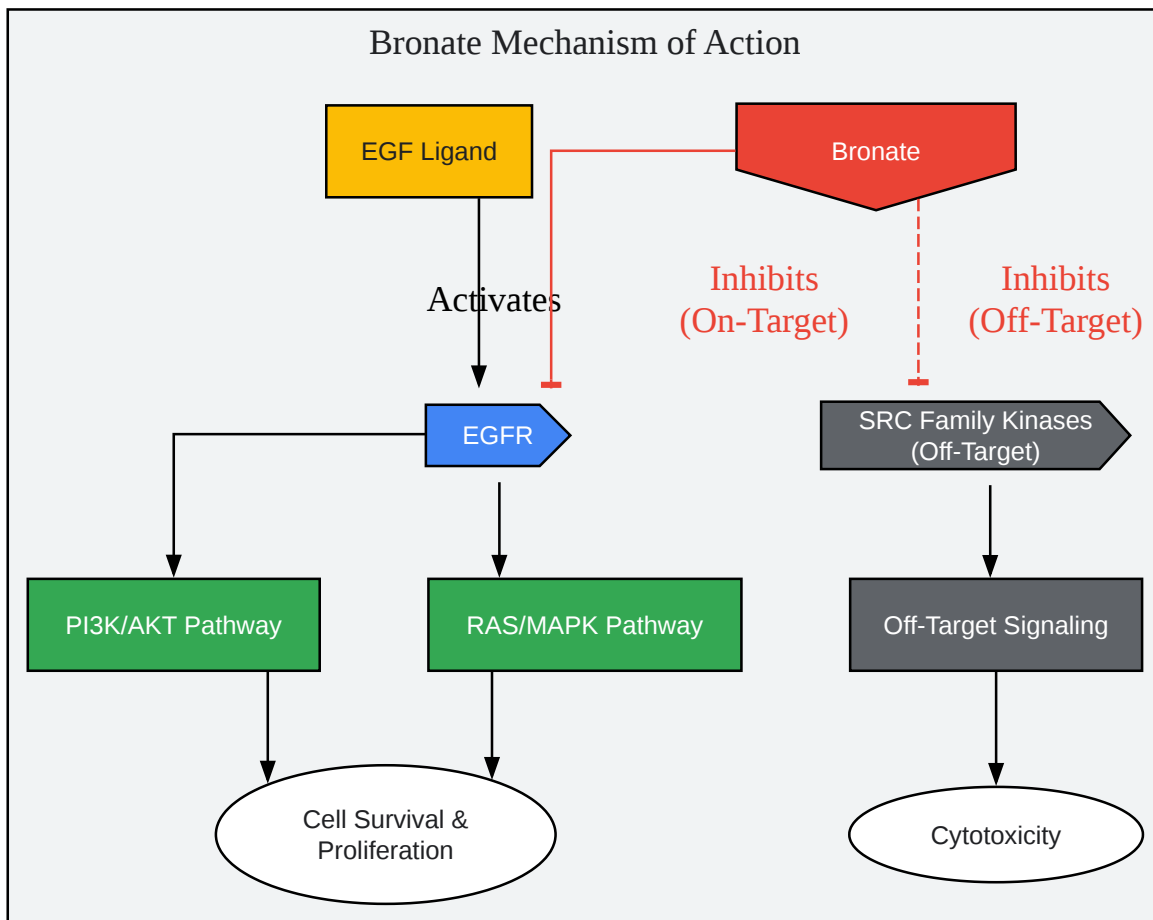 Bronate Mechanism of Action
EGF Ligand
Bronate
Activates
Inhibits
(On-Target)
Inhibits
(Off-Target)
EGFR
SRC Family Kinases
(Off-Target)
PI3K/AKT Pathway
RAS/MAPK Pathway
Off-Target Signaling
Cell Survival &
Proliferation
Cytotoxicity